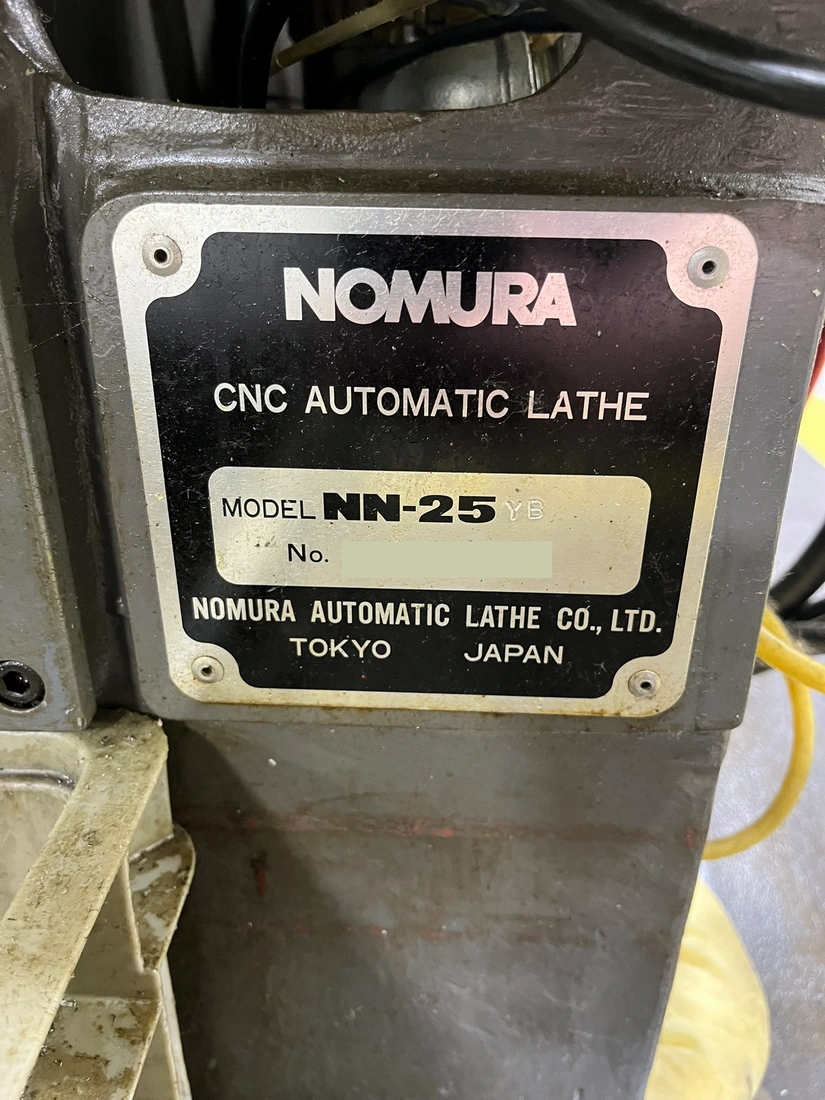 NOMURA
CNC AUTOMATIC LATHE
MODEL NN-25 YB
No.
NOMURA AUTOMATIC LATHE CO., LTD.
TOKYO JAPAN